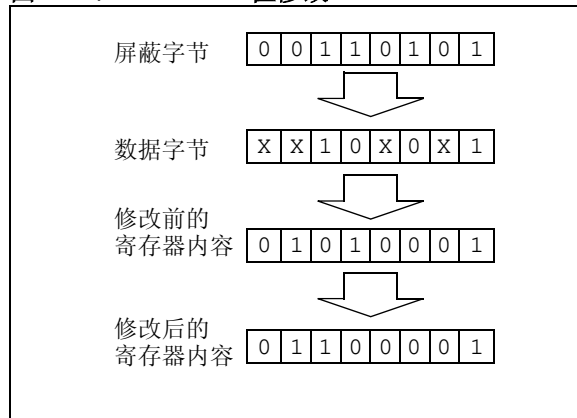 屏蔽字节 0 0 1 1 0 1 0 1
数据字节 X X 1 0 X 0 X 1
修改前的
寄存器内容 0 1 0 1 0 0 0 1
修改后的
寄存器内容 0 1 1 0 0 0 0 1